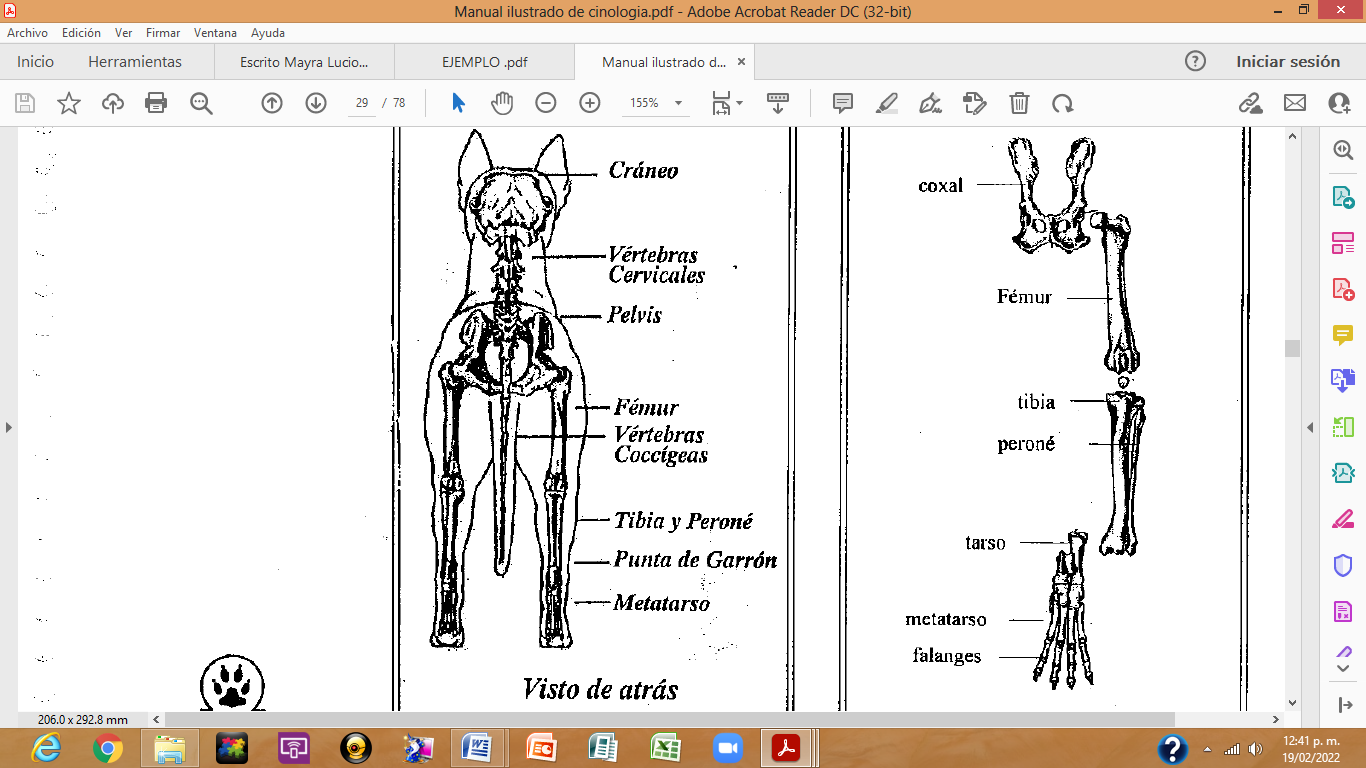 Manual ilustrado de cinologia.pdf - Adobe Acrobat Reader DC (32-bit)
Archivo Edición Ver Firmar Ventana Ayuda
Inicio Herramientas Escrito Mayra Lucio... EJEMPLO .pdf Manual ilustrado d... × Iniciar sesión
29 / 78 155%
Cráneo
Vértebras
Cervicales
Pelvis
Fémur
Vértebras
Coccígeas
Tibia y Peroné
Punta de Garrón
Metatarso
Visto de atrás
coxal
Fémur
tibia
peroné
tarso
metatarso
falanges
206.0 x 292.8 mm
12:41 p. m.
19/02/2022